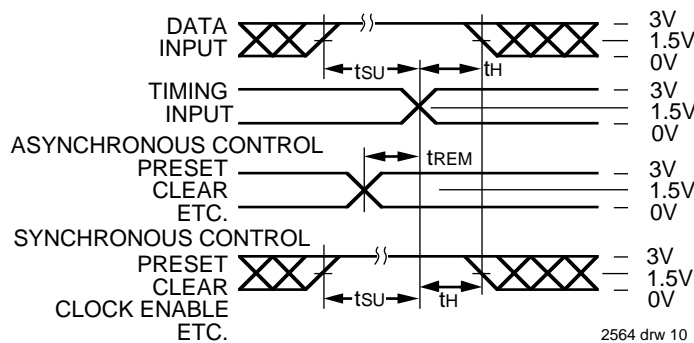 DATA
INPUT
3V
1.5V
0V
tSU
tH
TIMING
INPUT
3V
1.5V
0V
ASYNCHRONOUS CONTROL
PRESET
CLEAR
ETC.
tREM
3V
1.5V
0V
SYNCHRONOUS CONTROL
PRESET
CLEAR
CLOCK ENABLE
ETC.
tSU
tH
3V
1.5V
0V
2564 drw 10